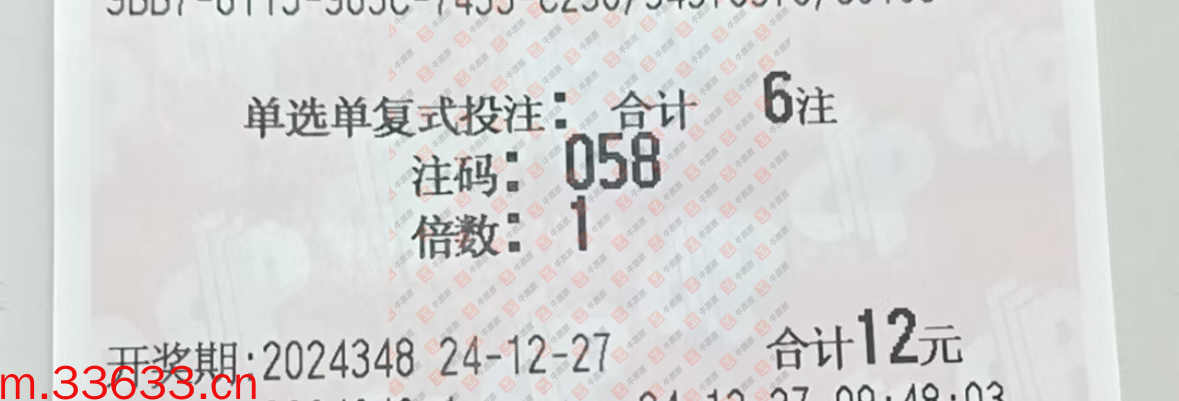 单选单复式投注：合计 6注
注码：058
倍数：1
开奖期:2024348 24-12-27 合计12元
m.33633.cn